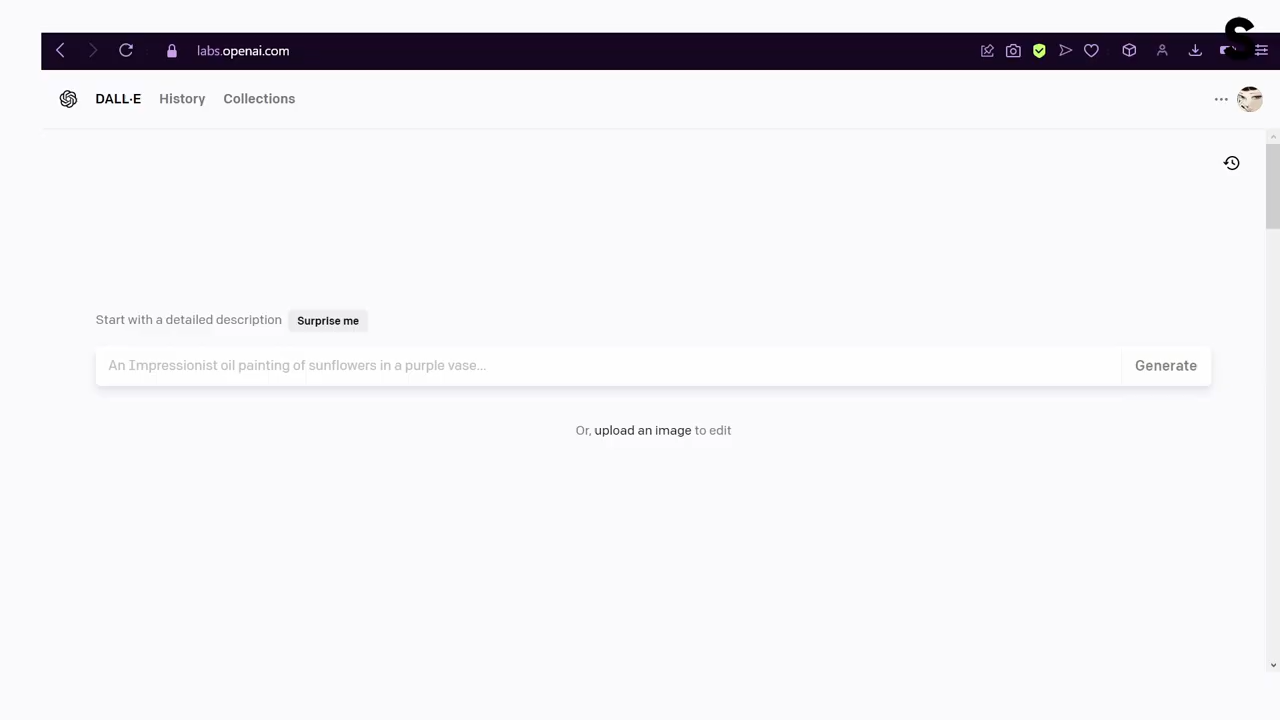 S
labs.openai.com
DALL·E History Collections
Start with a detailed description Surprise me
An Impressionist oil painting of sunflowers in a purple vase... Generate
Or, upload an image to edit